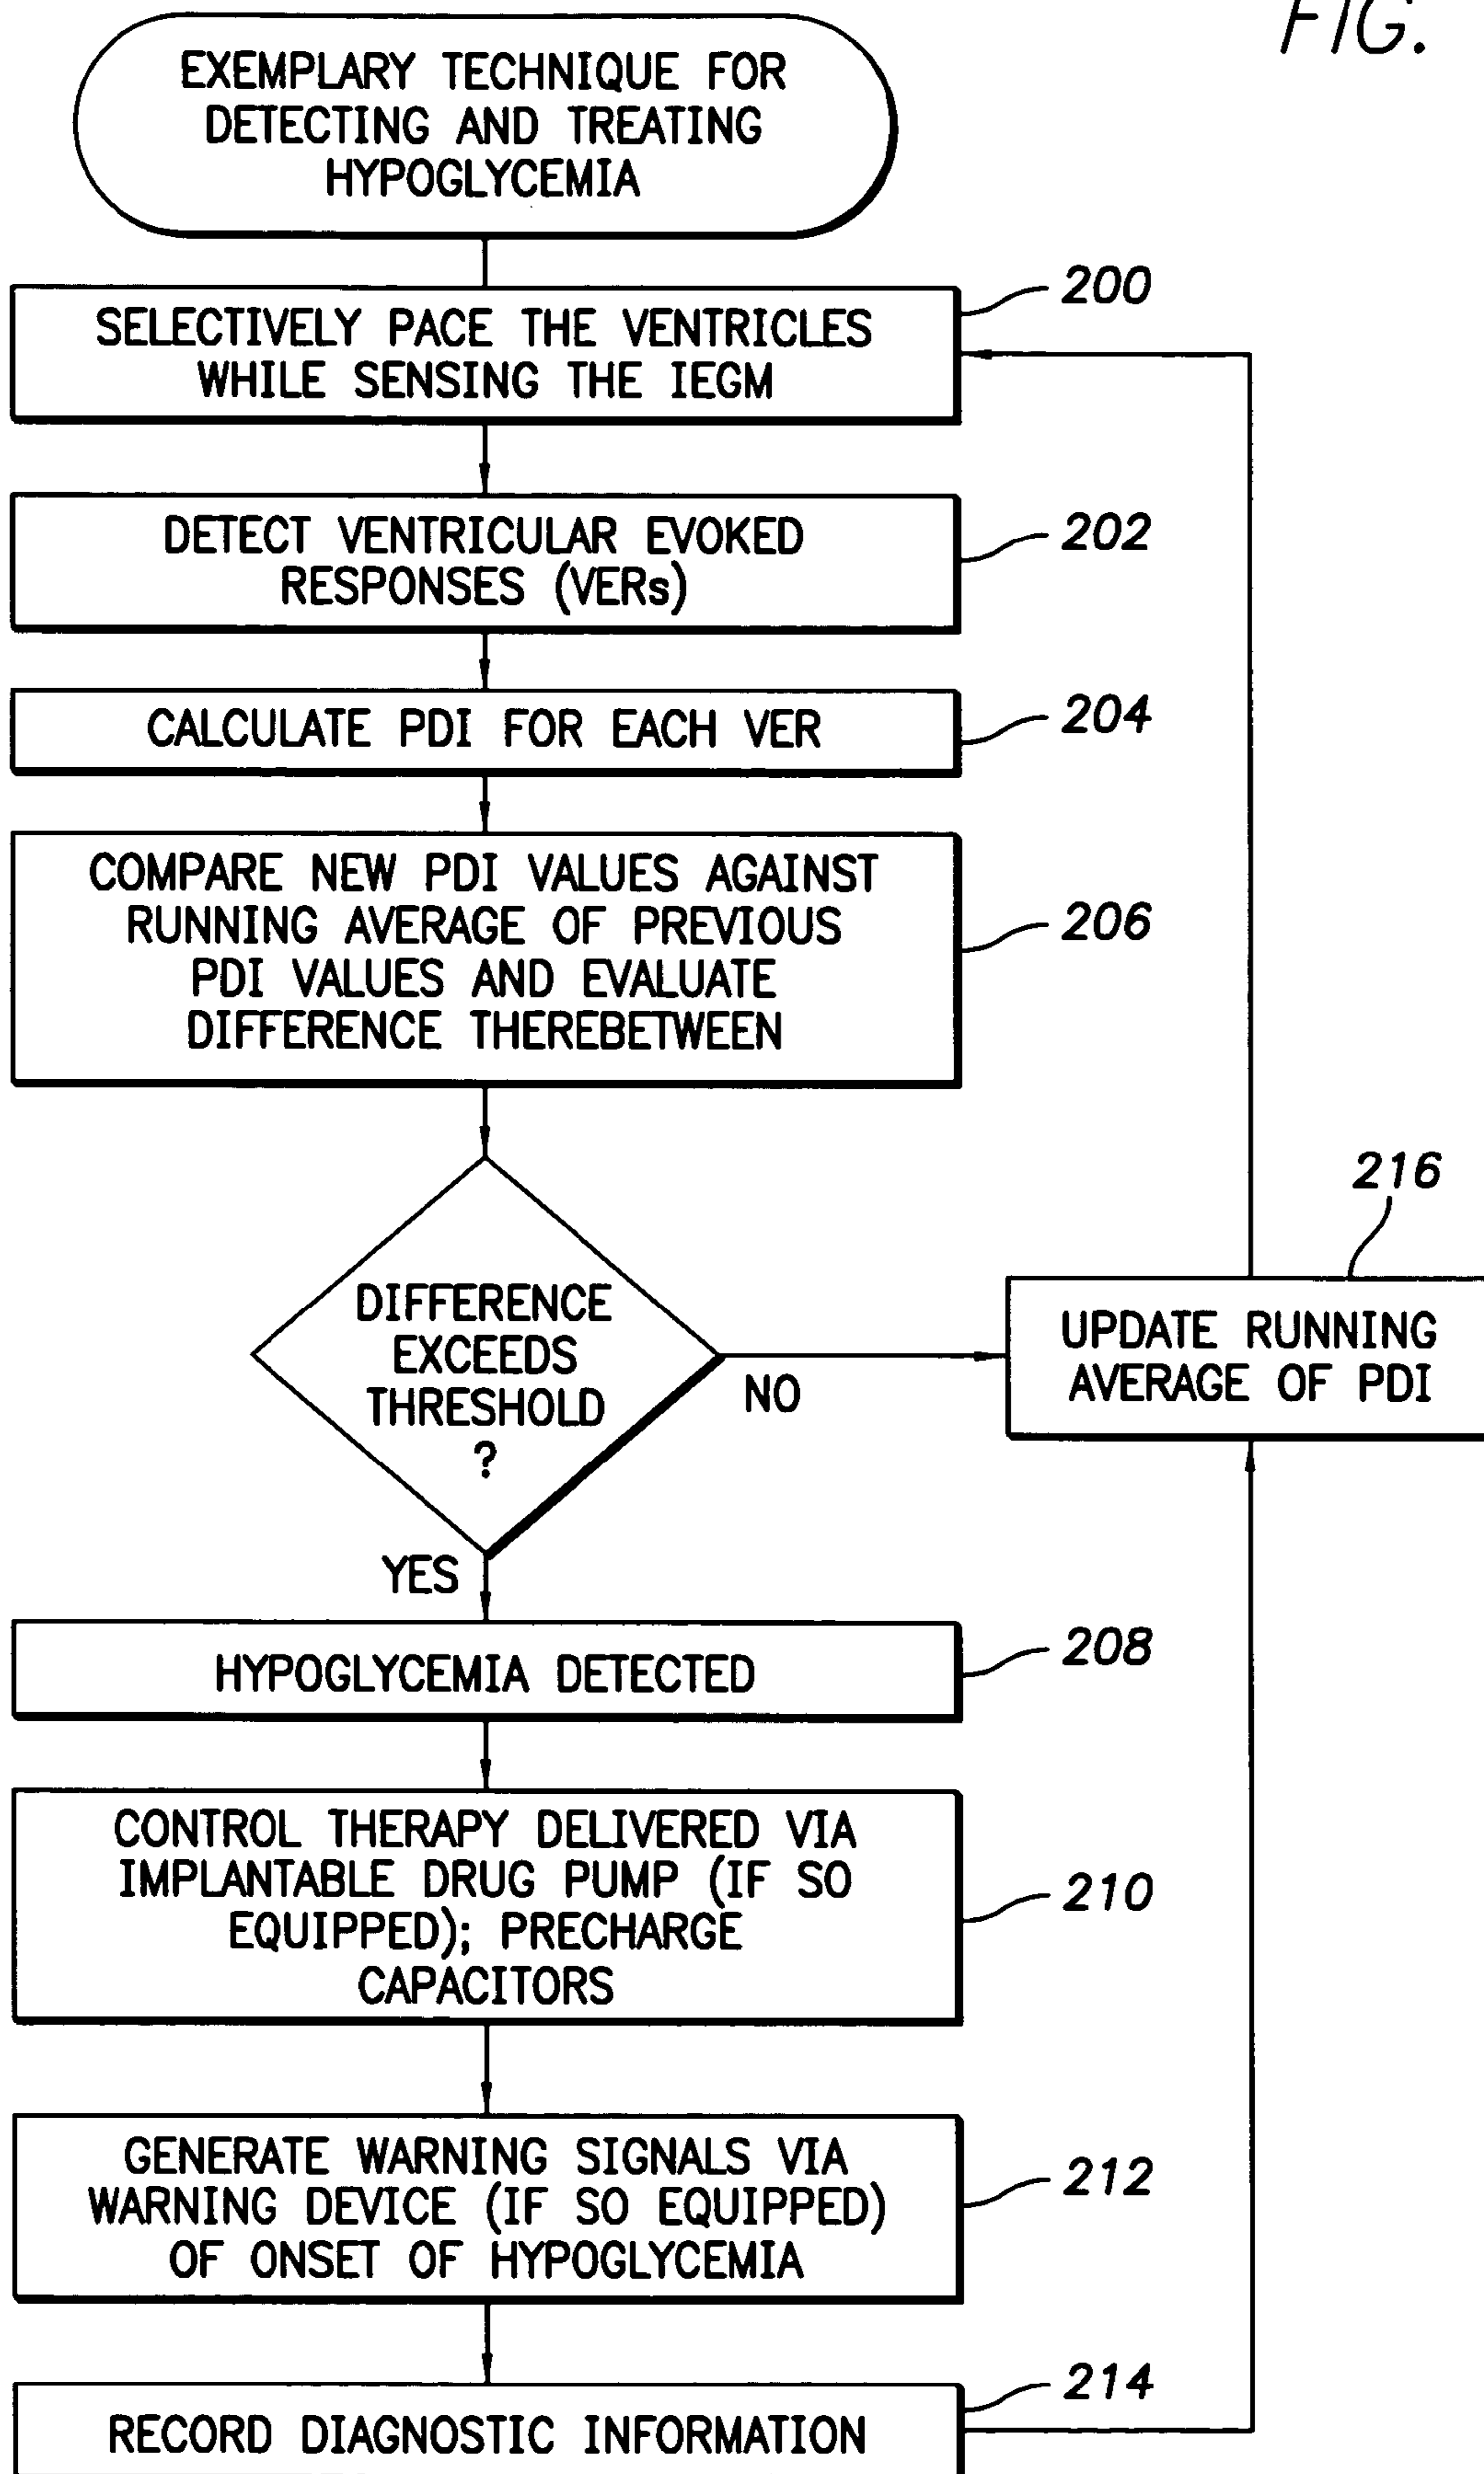 FIG.
EXEMPLARY TECHNIQUE FOR
DETECTING AND TREATING
HYPOGLYCEMIA
200
SELECTIVELY PACE THE VENTRICLES
WHILE SENSING THE IEGM
202
DETECT VENTRICULAR EVOKED
RESPONSES (VERs)
204
CALCULATE PDI FOR EACH VER
206
COMPARE NEW PDI VALUES AGAINST
RUNNING AVERAGE OF PREVIOUS
PDI VALUES AND EVALUATE
DIFFERENCE THEREBETWEEN
216
DIFFERENCE
EXCEEDS
THRESHOLD
?
NO
UPDATE RUNNING
AVERAGE OF PDI
YES
208
HYPOGLYCEMIA DETECTED
210
CONTROL THERAPY DELIVERED VIA
IMPLANTABLE DRUG PUMP (IF SO
EQUIPPED); PRECHARGE
CAPACITORS
212
GENERATE WARNING SIGNALS VIA
WARNING DEVICE (IF SO EQUIPPED)
OF ONSET OF HYPOGLYCEMIA
214
RECORD DIAGNOSTIC INFORMATION